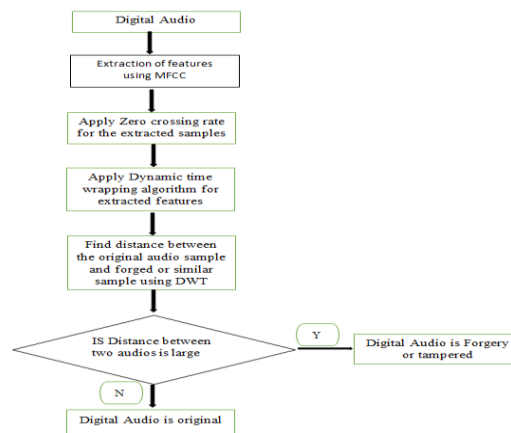 Digital Audio
Extraction of features
using MFCC
Apply Zero crossing rate
for the extracted samples
Apply Dynamic time
wrapping algorithm for
extracted features
Find distance between
the original audio sample
and forged or similar
sample using DWT
IS Distance between
two audios is large
Y
Digital Audio is Forgery
or tampered
N
Digital Audio is original